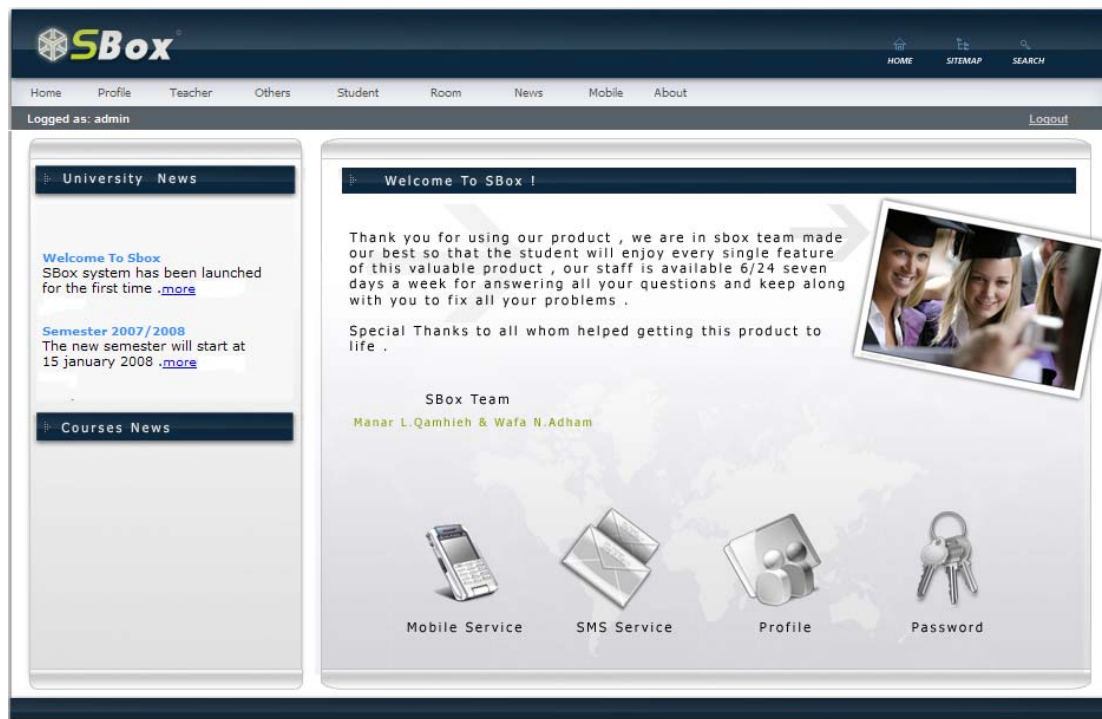 SBox
HOME SITEMAP SEARCH
Home Profile Teacher Others Student Room News Mobile About
Logged as: admin Logout
University News
Welcome To Sbox
SBox system has been launched
for the first time .more
Semester 2007/2008
The new semester will start at
15 january 2008 .more
Courses News
Welcome To SBox !
Thank you for using our product , we are in sbox team made
our best so that the student will enjoy every single feature
of this valuable product , our staff is available 6/24 seven
days a week for answering all your questions and keep along
with you to fix all your problems .
Special Thanks to all whom helped getting this product to
life .
SBox Team
Manar L.Qamhieh & Wafa N.Adham
Mobile Service SMS Service Profile Password